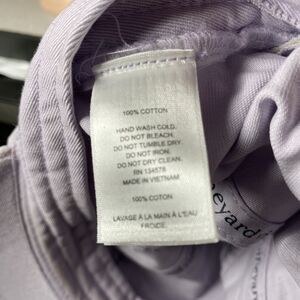 100% COTTON
HAND WASH COLD.
DO NOT BLEACH.
DO NOT TUMBLE DRY.
DO NOT IRON.
DO NOT DRY CLEAN.
RN 134578
MADE IN VIETNAM
100% COTON
LAVAGE À LA MAIN À L'EAU
FROIDE.
eyard